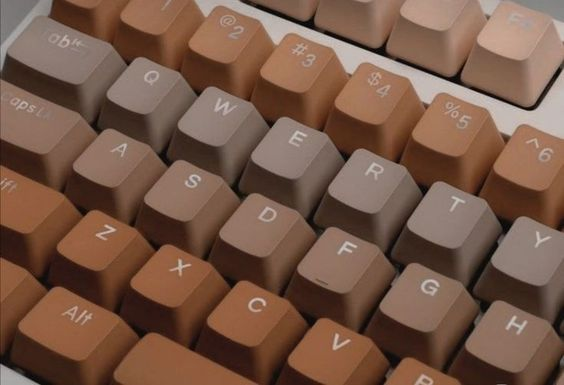 ! @2 #3 $4 %5 ^6
Tab Q W E R T Y
Caps A S D F G H
Z X C V
Alt